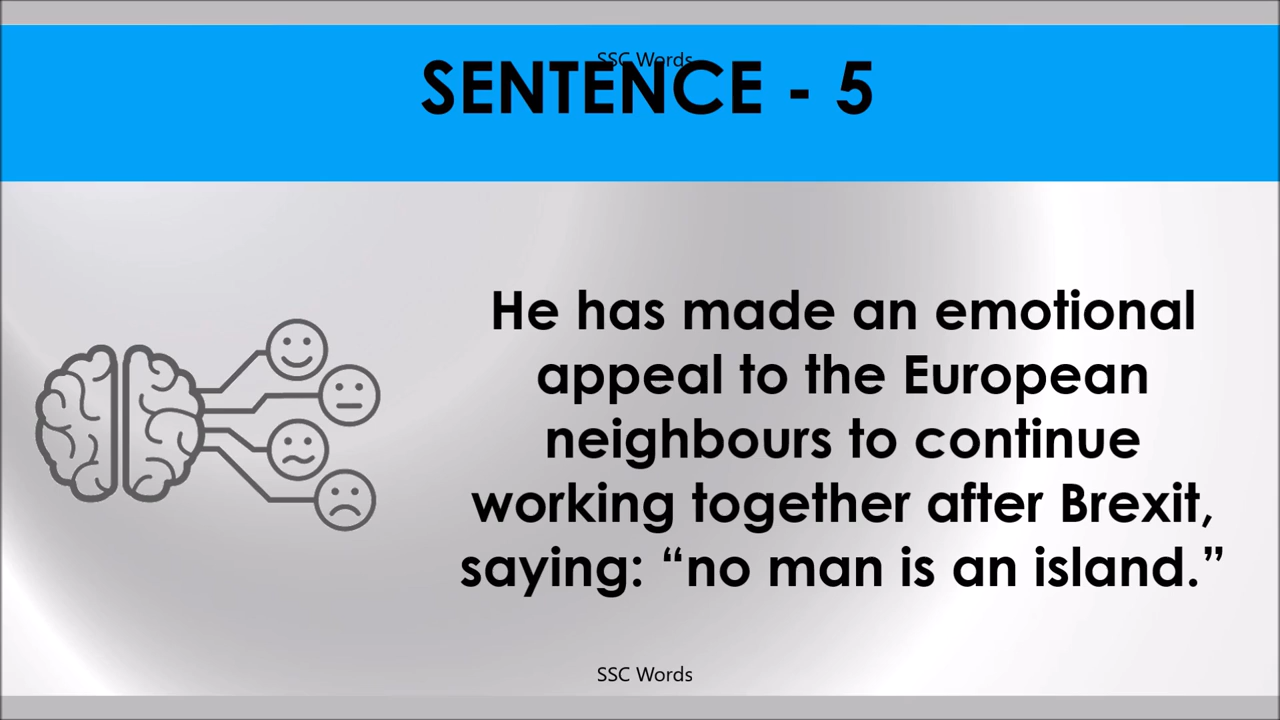 SSC Words
SENTENCE - 5
He has made an emotional
appeal to the European
neighbours to continue
working together after Brexit,
saying: “no man is an island.”
SSC Words